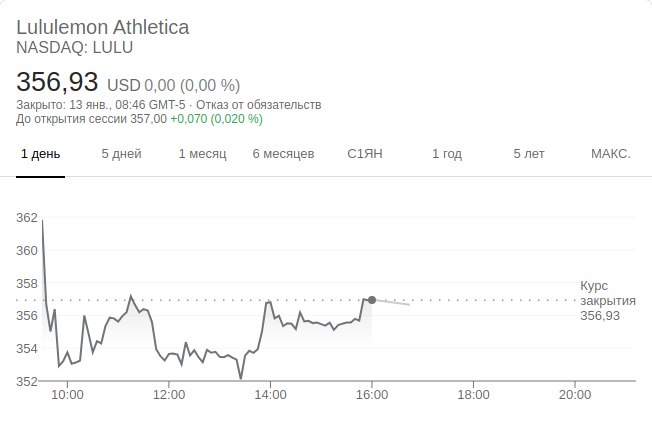 Lululemon Athletica
NASDAQ: LULU
356,93 USD 0,00 (0,00 %)
Закрыто: 13 янв., 08:46 GMT-5 · Отказ от обязательств
До открытия сессии 357,00 +0,070 (0,020 %)
1 день 5 дней 1 месяц 6 месяцев С1ЯН 1 год 5 лет МАКС.
362
360
358
356
354
352
Курс
закрытия
356,93
10:00 12:00 14:00 16:00 18:00 20:00